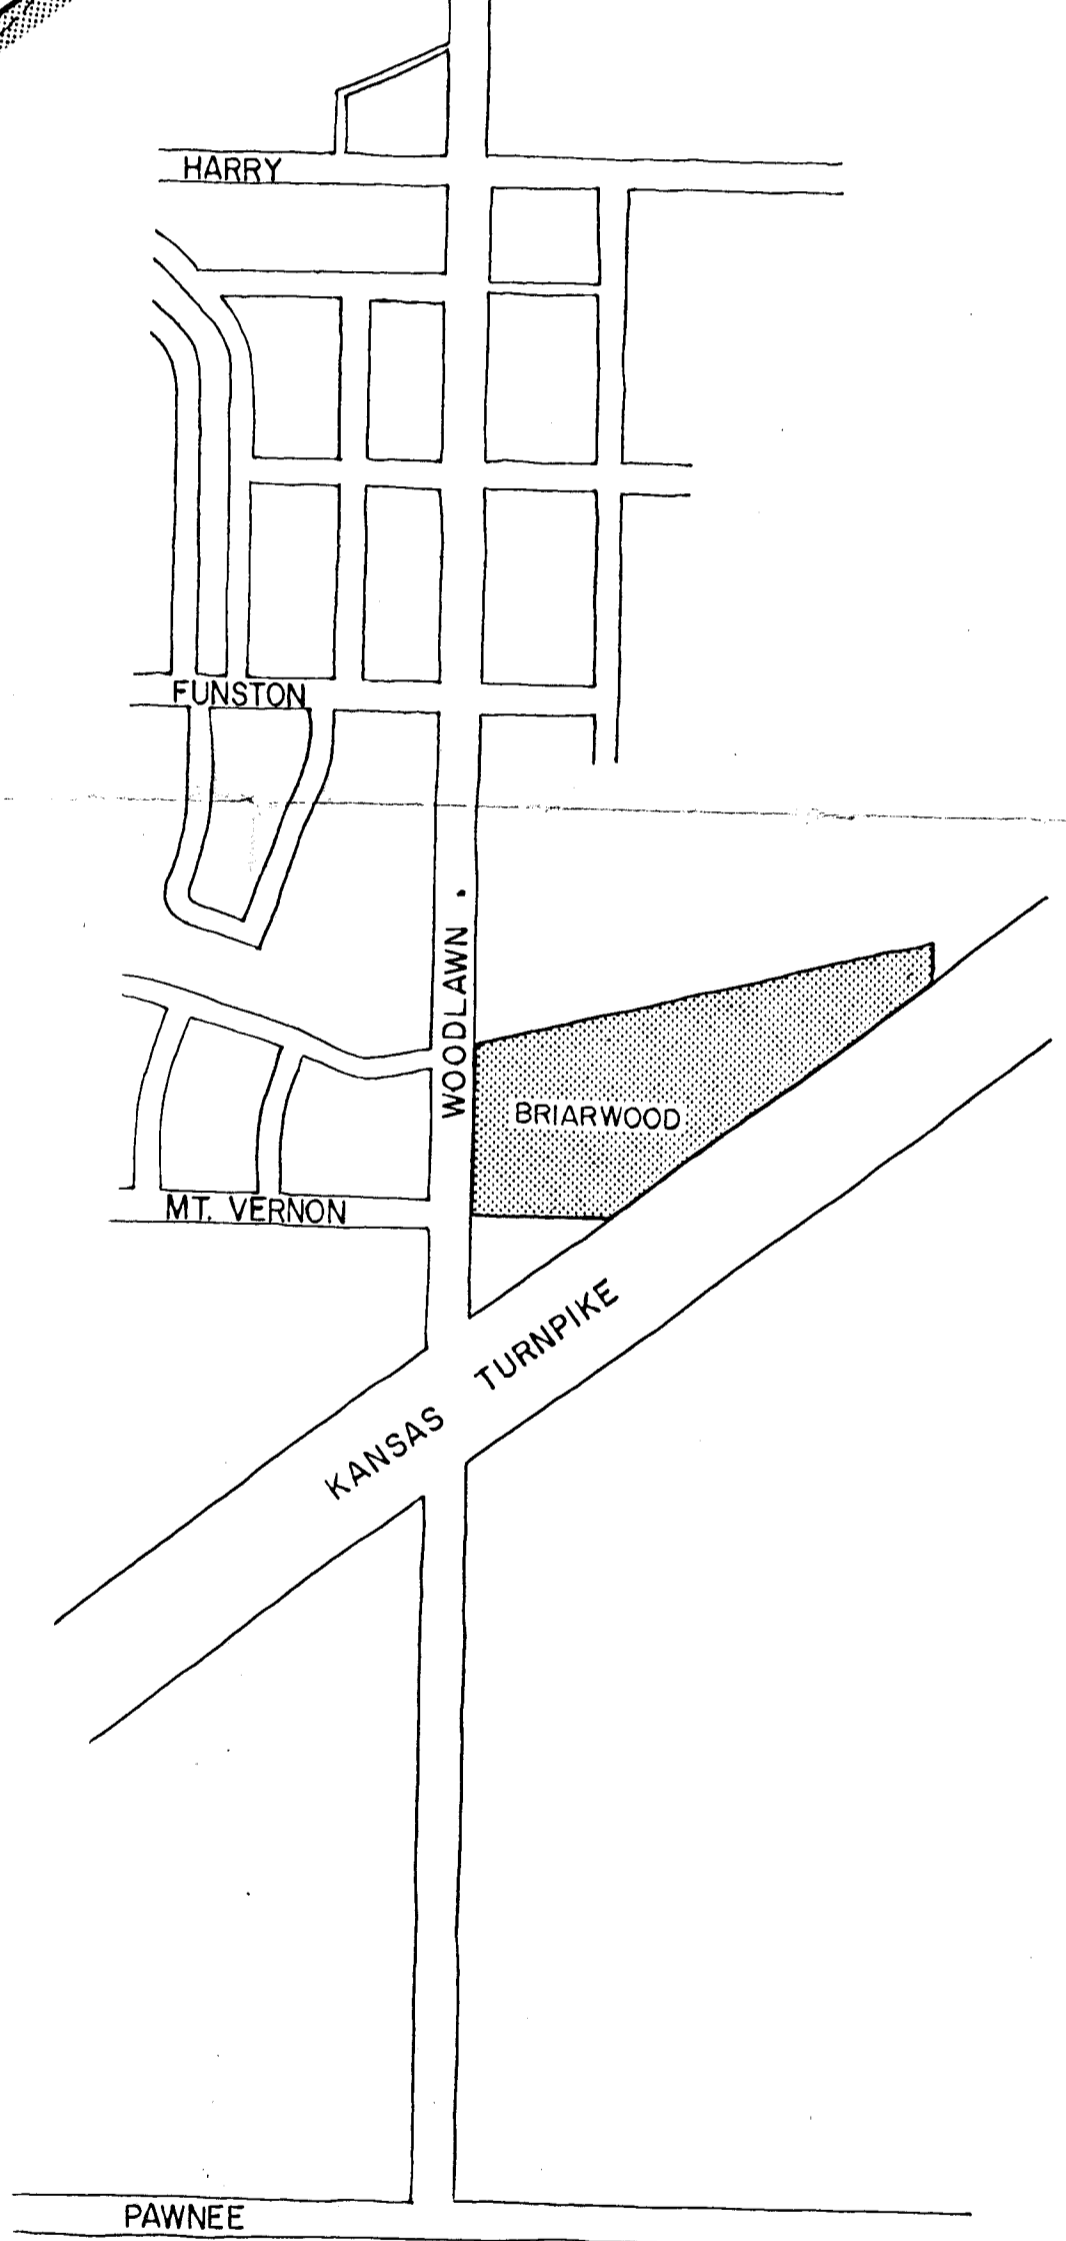 HARRY
FUNSTON
WOODLAWN
BRIARWOOD
MT. VERNON
KANSAS TURNPIKE
PAWNEE